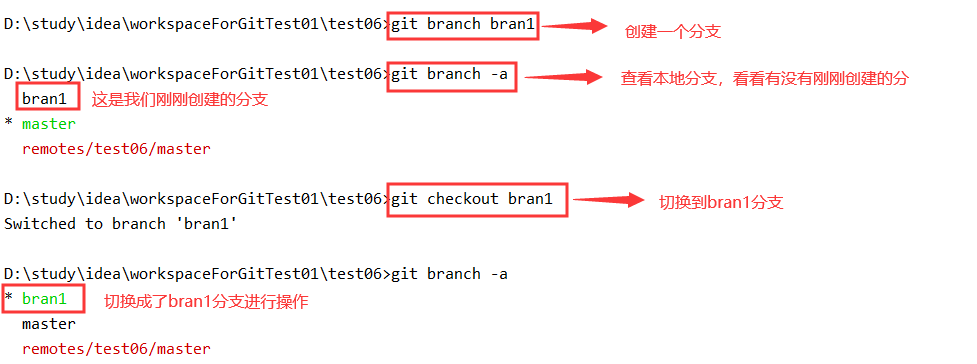 D:\study\idea\workspaceForGitTest01\test06>git branch bran1 创建一个分支
D:\study\idea\workspaceForGitTest01\test06>git branch -a 查看本地分支，看看有没有刚刚创建的分
bran1 这是我们刚刚创建的分支
* master
remotes/test06/master
D:\study\idea\workspaceForGitTest01\test06>git checkout bran1 切换到bran1分支
Switched to branch 'bran1'
D:\study\idea\workspaceForGitTest01\test06>git branch -a
* bran1 切换成了bran1分支进行操作
master
remotes/test06/master